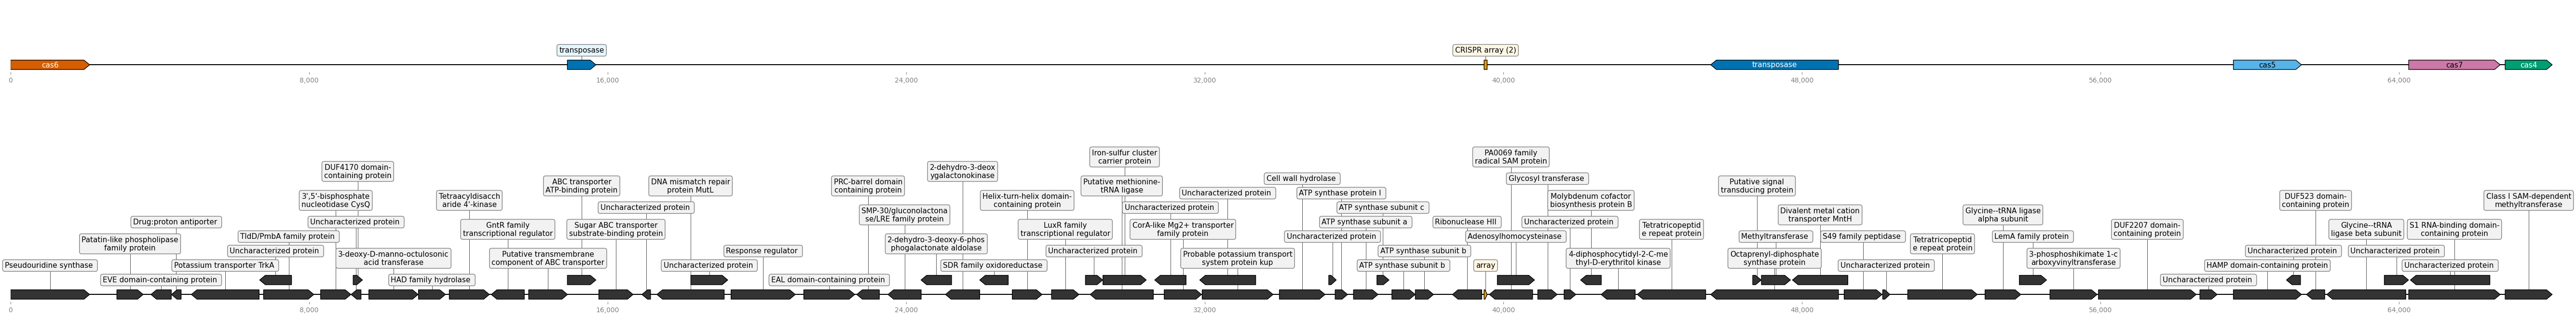 transposase
CRISPR array (2)
cas6
transposase
cas5
cas7
cas4
0
8,000
16,000
24,000
32,000
40,000
48,000
56,000
64,000
Iron-sulfur cluster
carrier protein
PA0069 family
radical SAM protein
DUF4170 domain-
containing protein
2-dehydro-3-deox
ygalactonokinase
Cell wall hydrolase
Glycosyl transferase
ABC transporter
ATP-binding protein
DNA mismatch repair
protein MutL
PRC-barrel domain
containing protein
Putative methionine-
tRNA ligase
Putative signal
transducing protein
Uncharacterized protein
ATP synthase protein I
3',5'-bisphosphate
nucleotidase CysQ
Tetraacyldisacch
aride 4'-kinase
Helix-turn-helix domain-
containing protein
Molybdenum cofactor
biosynthesis protein B
DUF523 domain-
containing protein
Class I SAM-dependent
methyltransferase
Uncharacterized protein
Uncharacterized protein
ATP synthase subunit c
SMP-30/gluconolactona
se/LRE family protein
Divalent metal cation
transporter MntH
Glycine--tRNA ligase
alpha subunit
Drug:proton antiporter
Uncharacterized protein
ATP synthase subunit a
Ribonuclease HII
Uncharacterized protein
GntR family
transcriptional regulator
Sugar ABC transporter
substrate-binding protein
LuxR family
transcriptional regulator
CorA-like Mg2+ transporter
family protein
Tetratricopeptid
e repeat protein
DUF2207 domain-
containing protein
Glycine--tRNA
ligase beta subunit
S1 RNA-binding domain-
containing protein
TldD/PmbA family protein
Uncharacterized protein
Adenosylhomocysteinase
Methyltransferase
S49 family peptidase
LemA family protein
Patatin-like phospholipase
family protein
2-dehydro-3-deoxy-6-phos
phogalactonate aldolase
Tetratricopeptid
e repeat protein
Uncharacterized protein
Response regulator
Uncharacterized protein
ATP synthase subunit b
Uncharacterized protein
Uncharacterized protein
3-deoxy-D-manno-octulosonic
acid transferase
Putative transmembrane
component of ABC transporter
Probable potassium transport
system protein kup
4-diphosphocytidyl-2-C-me
thyl-D-erythritol kinase
Octaprenyl-diphosphate
synthase protein
3-phosphoshikimate 1-c
arboxyvinyltransferase
Pseudouridine synthase
Potassium transporter TrkA
Uncharacterized protein
SDR family oxidoreductase
ATP synthase subunit b
array
Uncharacterized protein
HAMP domain-containing protein
Uncharacterized protein
EVE domain-containing protein
HAD family hydrolase
EAL domain-containing protein
Uncharacterized protein
0
8,000
16,000
24,000
32,000
40,000
48,000
56,000
64,000